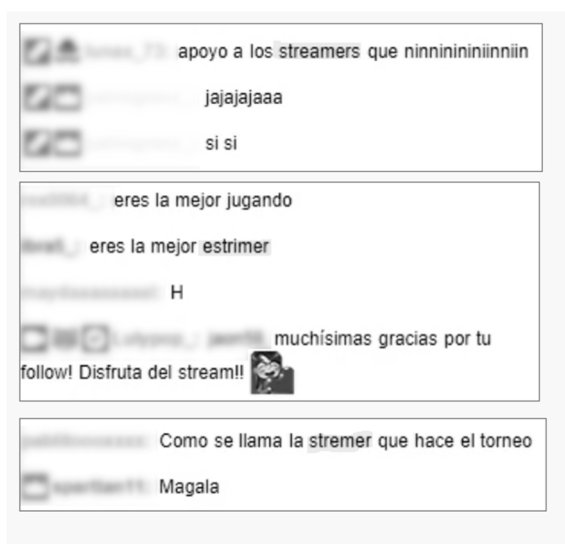 apoyo a los streamers que ninninininiinniin
jajajajaaa
si si
eres la mejor jugando
eres la mejor estrimer
H
muchísimas gracias por tu
follow! Disfruta del stream!!
Como se llama la stremer que hace el torneo
Magala